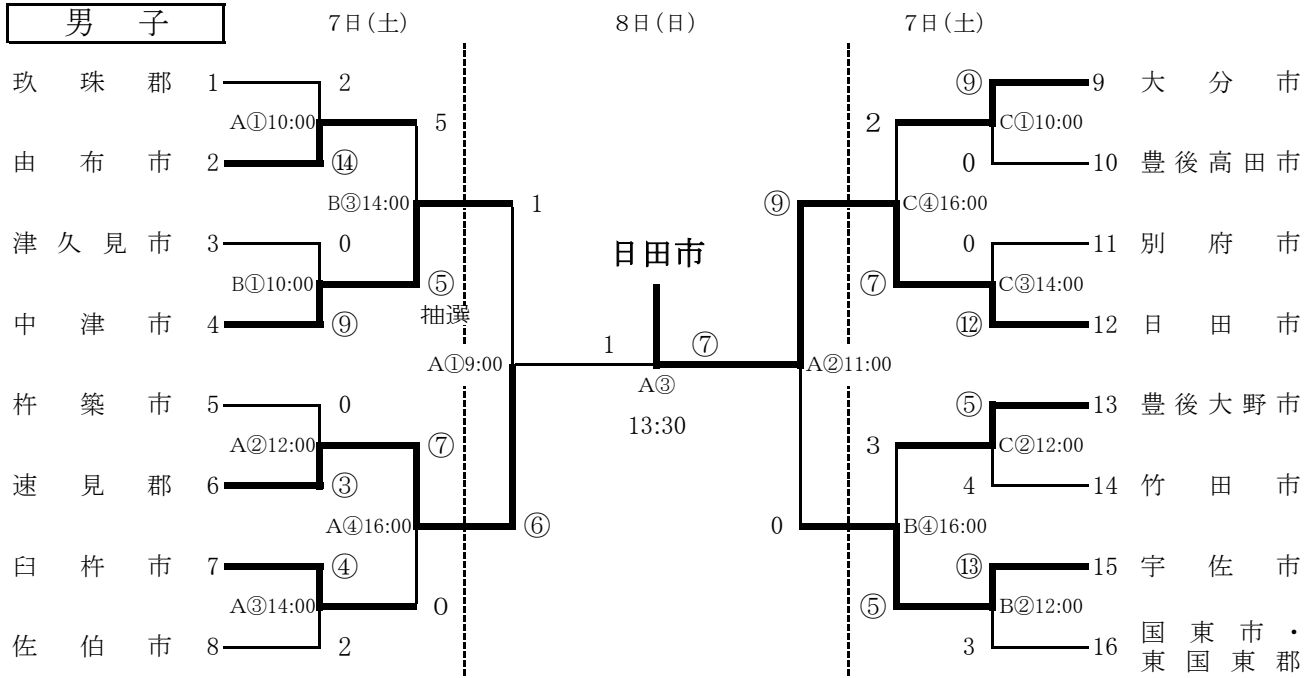 男　子 7日(土) 8日(日) 7日(土)
玖珠郡 1 2 ⑨ 9 大分市
A①10:00 5 2 C①10:00
由布市 2 ⑭ 0 10 豊後高田市
B③14:00 1 ⑨ C④16:00
津久見市 3 0 0 11 別府市
日田市
B①10:00 ⑤ ⑦ C③14:00
抽選
中津市 4 ⑨ ⑫ 12 日田市
1 ⑦
A①9:00 A②11:00
A③
杵築市 5 0 ⑤ 13 豊後大野市
13:30
A②12:00 ⑦ 3 C②12:00
速見郡 6 ③ 4 14 竹田市
A④16:00 ⑥ 0 B④16:00
臼杵市 7 ④ ⑬ 15 宇佐市
A③14:00 0 ⑤ B②12:00
佐伯市 8 2 3 16 国東市・
東国東郡